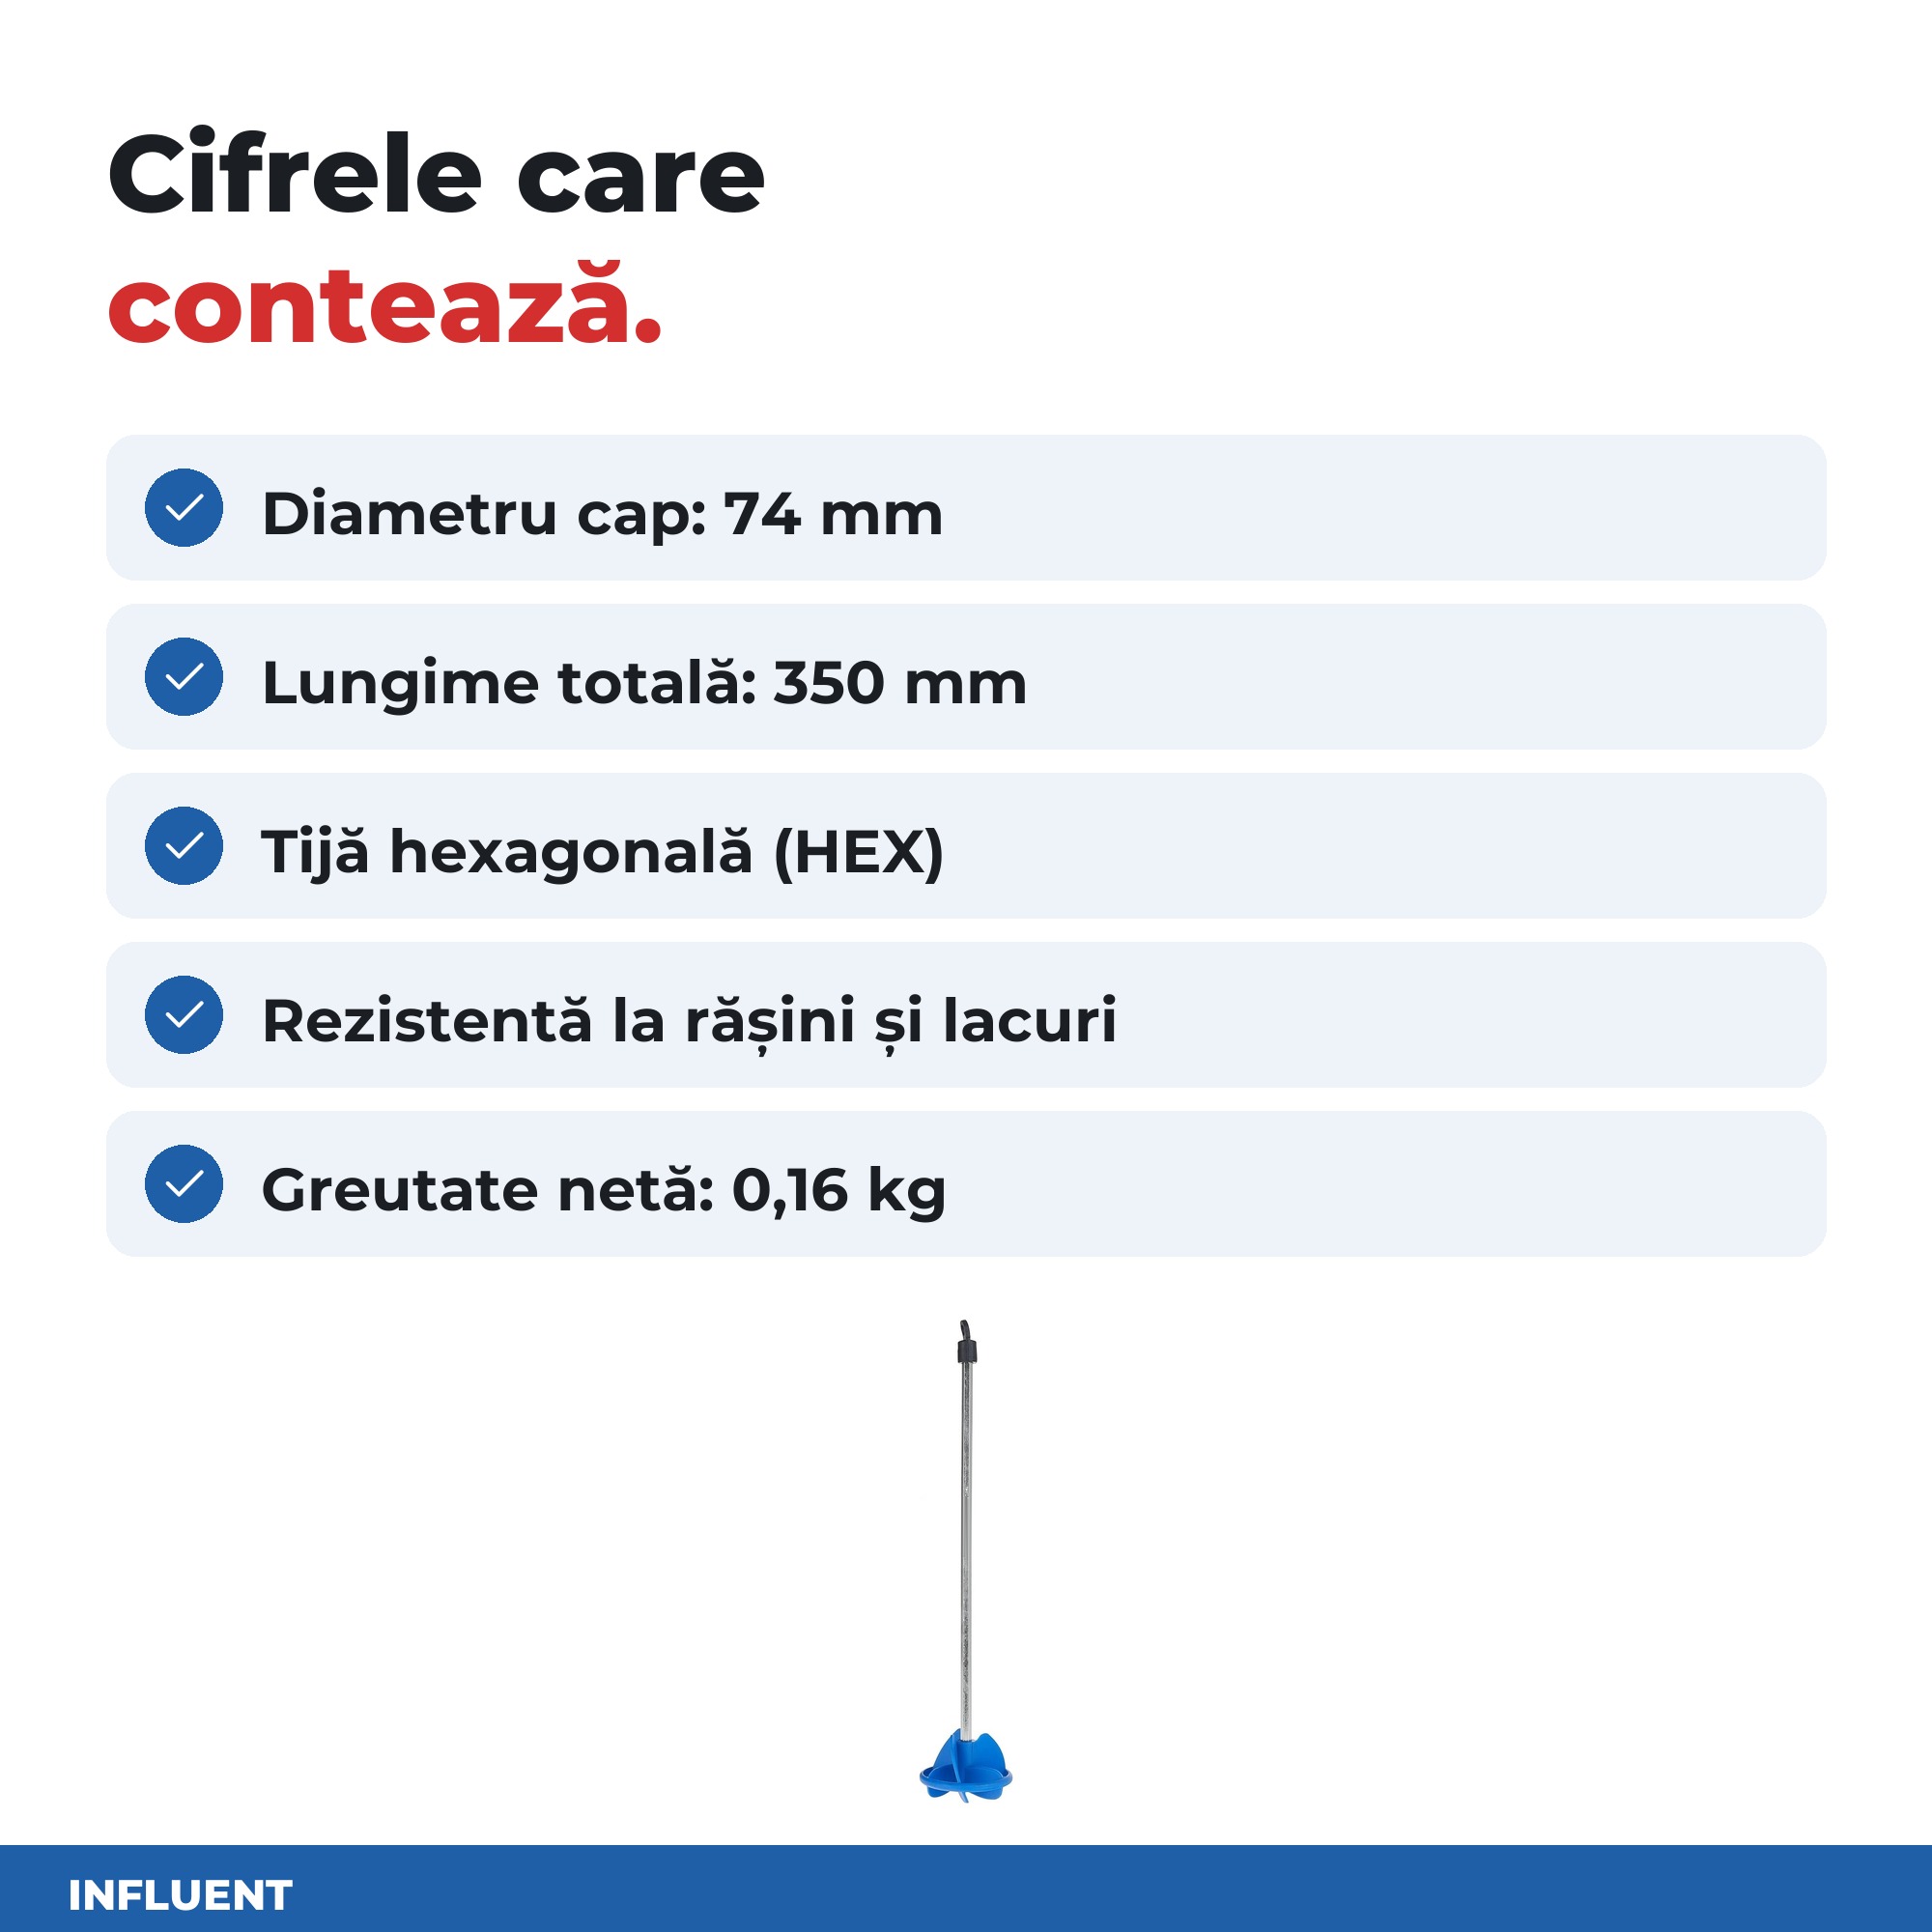 Cifrele care
contează.
Diametru cap: 74 mm
Lungime totală: 350 mm
Tijă hexagonală (HEX)
Rezistentă la rășini și lacuri
Greutate netă: 0,16 kg
INFLUENT